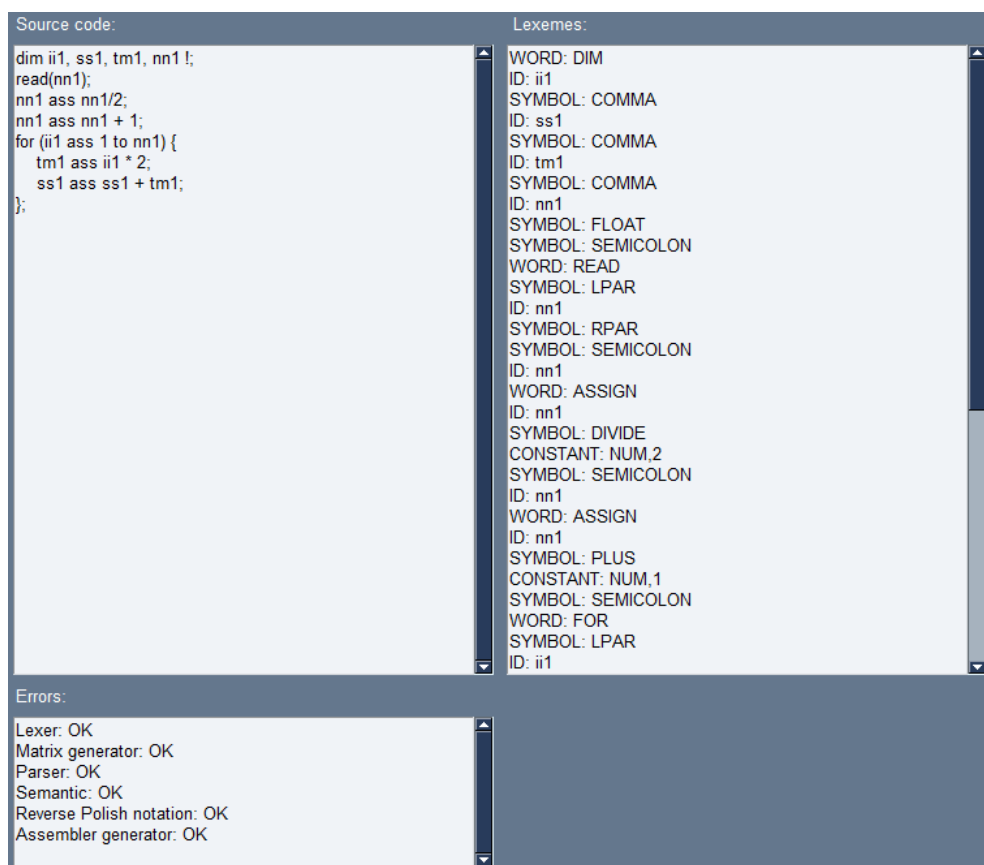 Source code:
dim ii1, ss1, tm1, nn1 !;
read(nn1);
nn1 ass nn1/2;
nn1 ass nn1 + 1;
for (ii1 ass 1 to nn1) {
tm1 ass ii1 * 2;
ss1 ass ss1 + tm1;
};
Lexemes:
WORD: DIM
ID: ii1
SYMBOL: COMMA
ID: ss1
SYMBOL: COMMA
ID: tm1
SYMBOL: COMMA
ID: nn1
SYMBOL: FLOAT
SYMBOL: SEMICOLON
WORD: READ
SYMBOL: LPAR
ID: nn1
SYMBOL: RPAR
SYMBOL: SEMICOLON
ID: nn1
WORD: ASSIGN
ID: nn1
SYMBOL: DIVIDE
CONSTANT: NUM,2
SYMBOL: SEMICOLON
ID: nn1
WORD: ASSIGN
ID: nn1
SYMBOL: PLUS
CONSTANT: NUM,1
SYMBOL: SEMICOLON
WORD: FOR
SYMBOL: LPAR
ID: ii1
Errors:
Lexer: OK
Matrix generator: OK
Parser: OK
Semantic: OK
Reverse Polish notation: OK
Assembler generator: OK